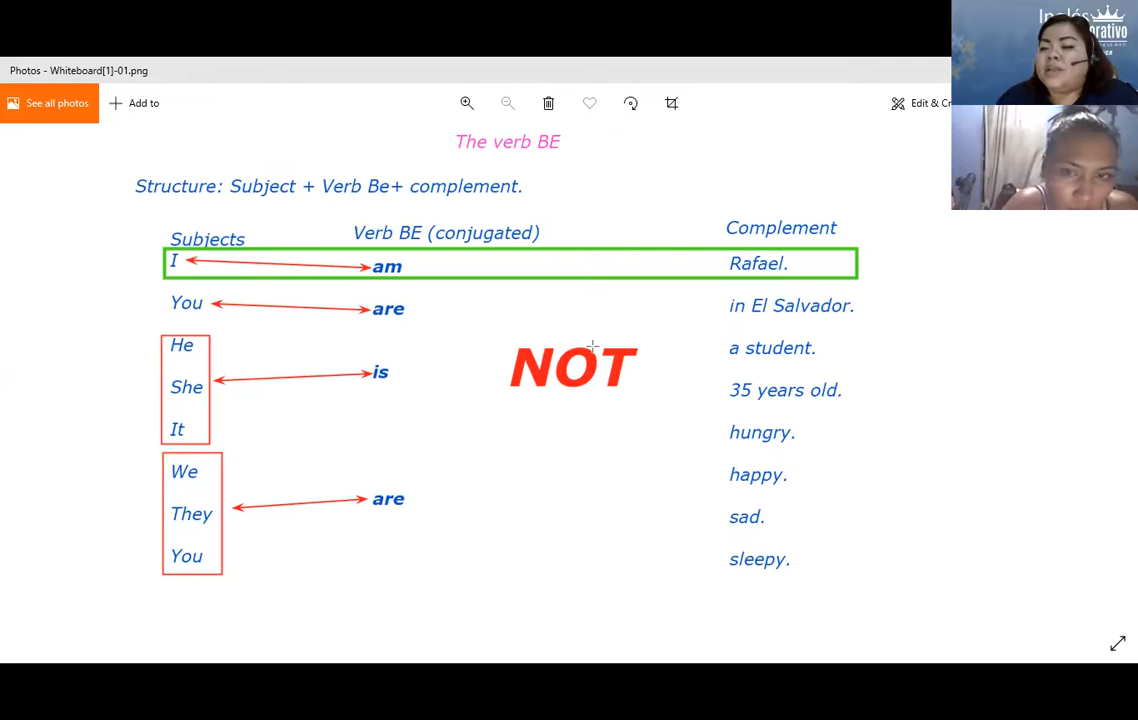 Inglés
Photos - Whiteboard[1]-01.png
See all photos
Add to
The verb BE
Structure: Subject + Verb Be+ complement.
Subjects Verb BE (conjugated) Complement
I am Rafael.
You are in El Salvador.
He a student.
NOT
is
She 35 years old.
It hungry.
We happy.
are
They sad.
You sleepy.